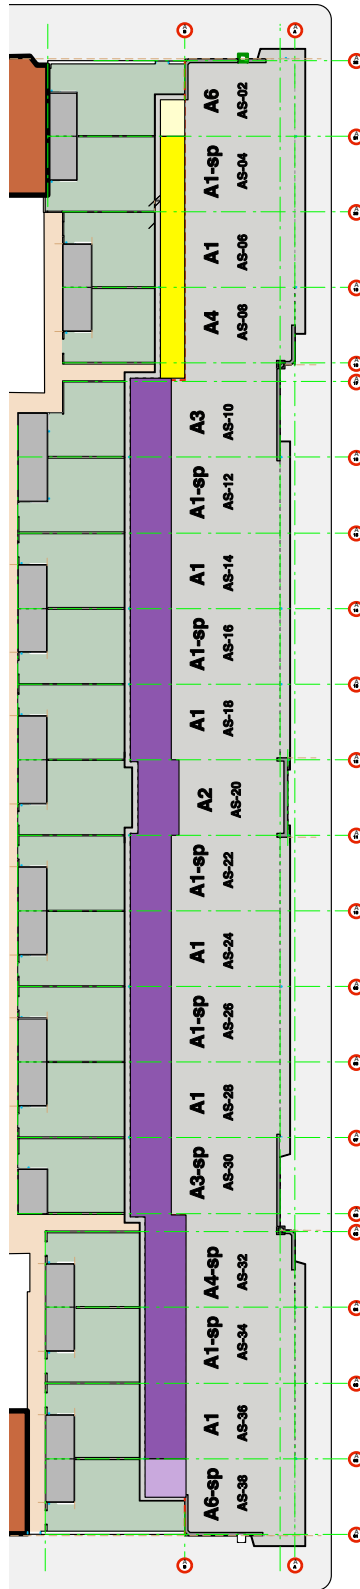 A6
AS-02
A1-sp
AS-04
A1
AS-06
A4
AS-08
A3
AS-10
A1-sp
AS-12
A1
AS-14
A1-sp
AS-16
A1
AS-18
A2
AS-20
A1-sp
AS-22
A1
AS-24
A1-sp
AS-26
A1
AS-28
A3-sp
AS-30
A4-sp
AS-32
A1-sp
AS-34
A1
AS-36
A6-sp
AS-38